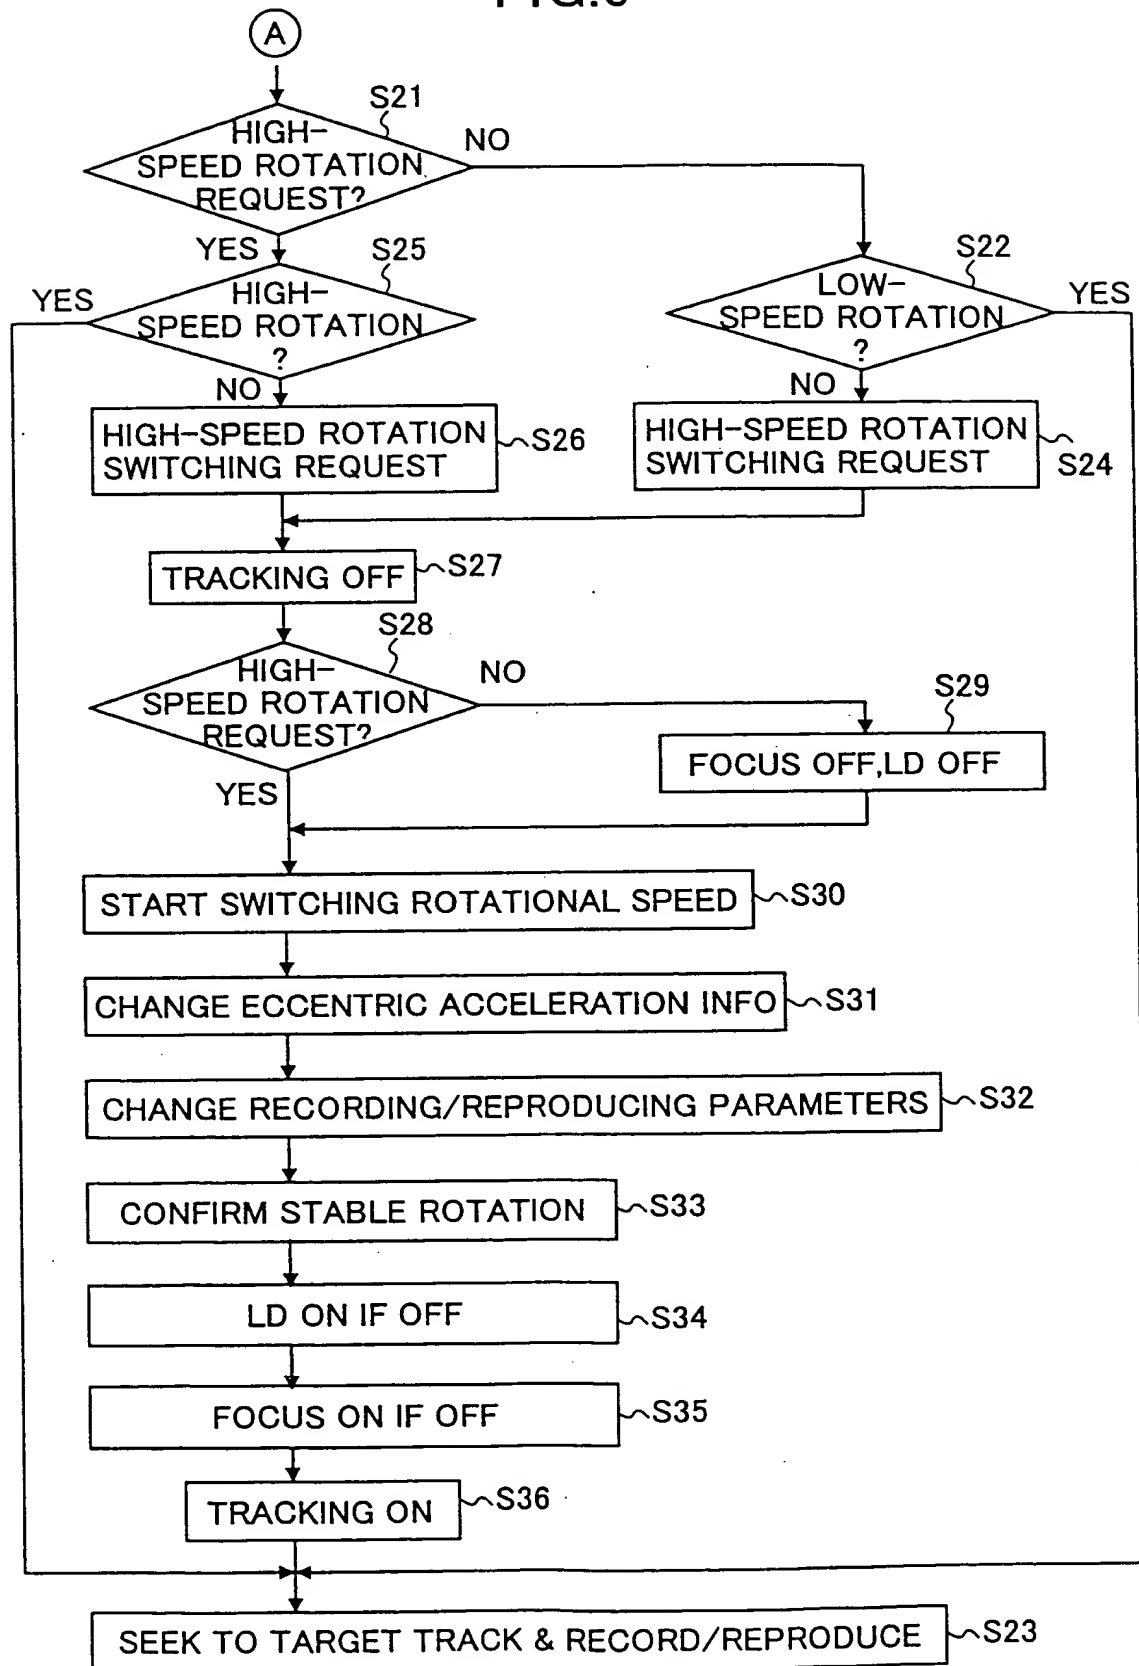 A
S21
HIGH-
SPEED ROTATION
REQUEST?
NO
YES
S25
YES
HIGH-
SPEED ROTATION
?
NO
S22
LOW-
SPEED ROTATION
?
YES
NO
HIGH-SPEED ROTATION
SWITCHING REQUEST
S26
HIGH-SPEED ROTATION
SWITCHING REQUEST
S24
TRACKING OFF
S27
S28
HIGH-
SPEED ROTATION
REQUEST?
NO
YES
S29
FOCUS OFF,LD OFF
START SWITCHING ROTATIONAL SPEED
S30
CHANGE ECCENTRIC ACCELERATION INFO
S31
CHANGE RECORDING/REPRODUCING PARAMETERS
S32
CONFIRM STABLE ROTATION
S33
LD ON IF OFF
S34
FOCUS ON IF OFF
S35
TRACKING ON
S36
SEEK TO TARGET TRACK & RECORD/REPRODUCE
S23